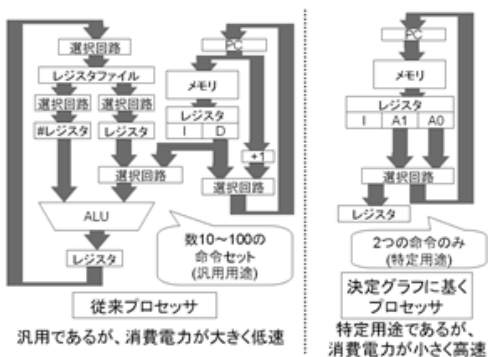 選択回路
レジスタファイル
選択回路
選択回路
#レジスタ
レジスタ
選択回路
ALU
レジスタ
PC
メモリ
レジスタ
I
D
+1
選択回路
数10〜100の
命令セット
(汎用用途)
従来プロセッサ
汎用であるが、消費電力が大きく低速
PC
メモリ
レジスタ
I
A1
A0
選択回路
レジスタ
2つの命令のみ
(特定用途)
決定グラフに基く
プロセッサ
特定用途であるが、
消費電力が小さく高速